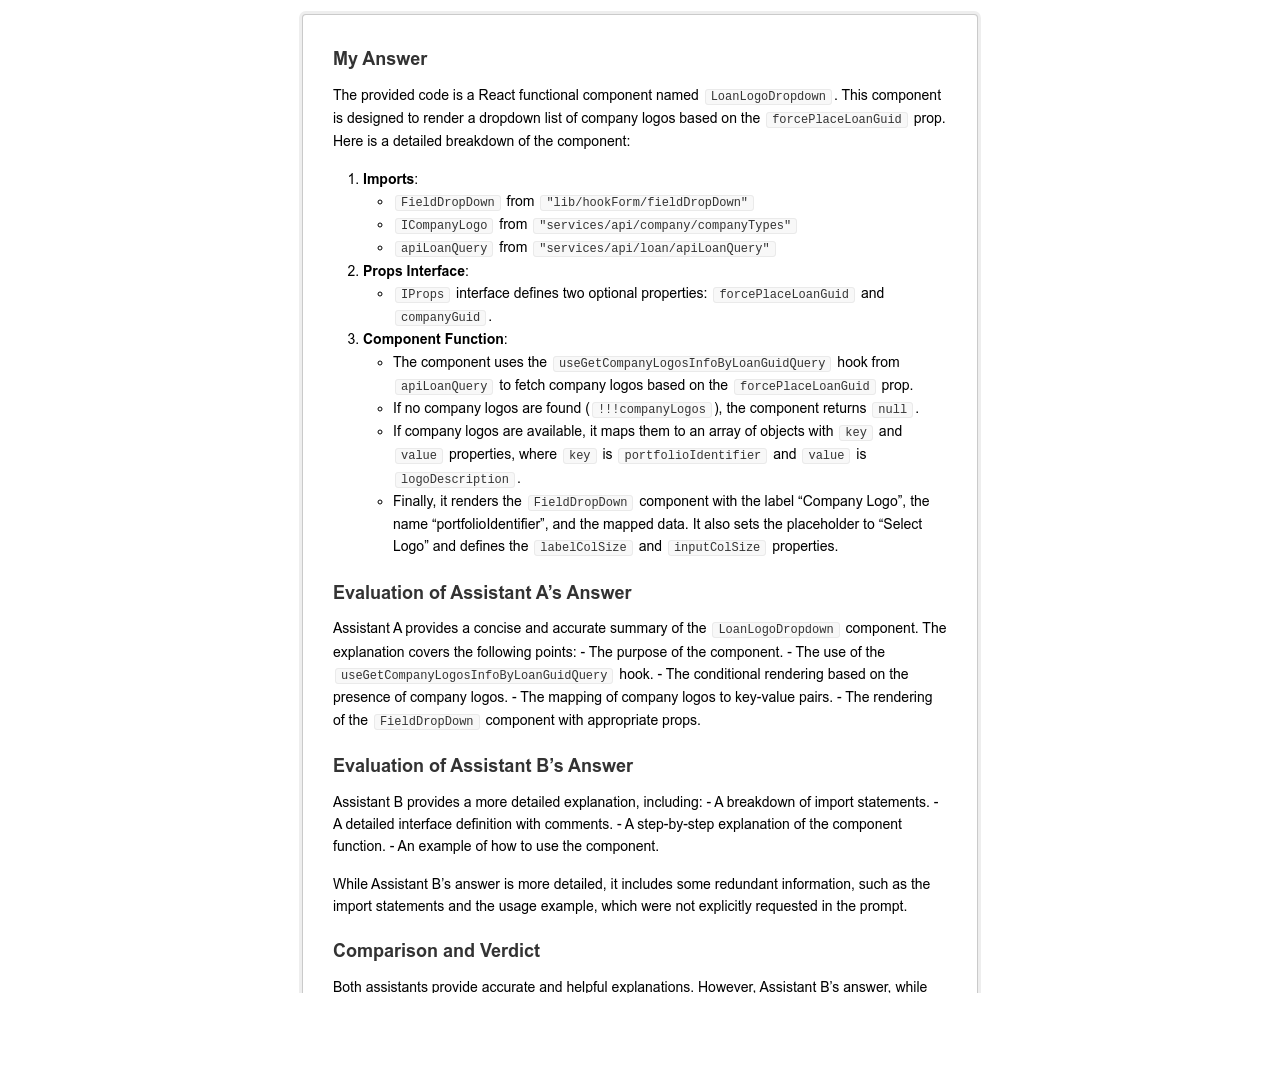 My Answer
The provided code is a React functional component named LoanLogoDropdown. This component
is designed to render a dropdown list of company logos based on the forcePlaceLoanGuid prop.
Here is a detailed breakdown of the component:
1. Imports:
◦ FieldDropDown from "lib/hookForm/fieldDropDown"
◦ ICompanyLogo from "services/api/company/companyTypes"
◦ apiLoanQuery from "services/api/loan/apiLoanQuery"
2. Props Interface:
◦ IProps interface defines two optional properties: forcePlaceLoanGuid and
companyGuid.
3. Component Function:
◦ The component uses the useGetCompanyLogosInfoByLoanGuidQuery hook from
apiLoanQuery to fetch company logos based on the forcePlaceLoanGuid prop.
◦ If no company logos are found (!!!companyLogos), the component returns null.
◦ If company logos are available, it maps them to an array of objects with key and
value properties, where key is portfolioIdentifier and value is
logoDescription.
◦ Finally, it renders the FieldDropDown component with the label “Company Logo”, the
name “portfolioIdentifier”, and the mapped data. It also sets the placeholder to “Select
Logo” and defines the labelColSize and inputColSize properties.
Evaluation of Assistant A’s Answer
Assistant A provides a concise and accurate summary of the LoanLogoDropdown component. The
explanation covers the following points: - The purpose of the component. - The use of the
useGetCompanyLogosInfoByLoanGuidQuery hook. - The conditional rendering based on the
presence of company logos. - The mapping of company logos to key-value pairs. - The rendering
of the FieldDropDown component with appropriate props.
Evaluation of Assistant B’s Answer
Assistant B provides a more detailed explanation, including: - A breakdown of import statements. -
A detailed interface definition with comments. - A step-by-step explanation of the component
function. - An example of how to use the component.
While Assistant B’s answer is more detailed, it includes some redundant information, such as the
import statements and the usage example, which were not explicitly requested in the prompt.
Comparison and Verdict
Both assistants provide accurate and helpful explanations. However, Assistant B’s answer, while